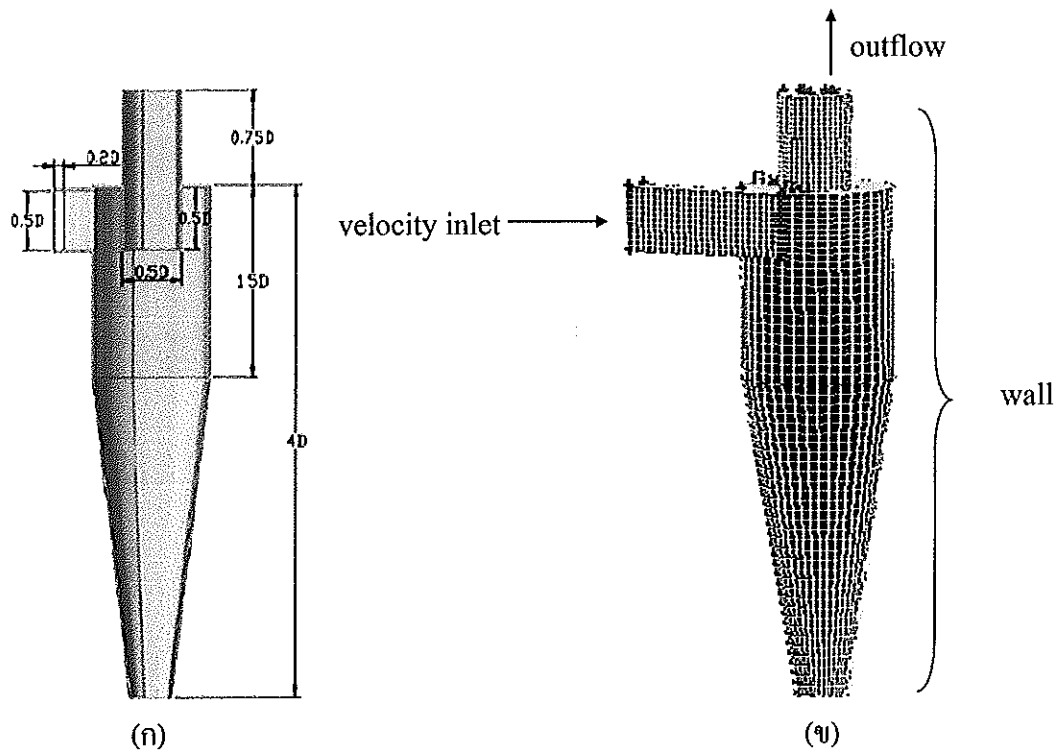 outflow
0.75D
0.2D
0.5D
0.5D
velocity inlet
0.5D
1.5D
wall
4D
(ก)
(ข)